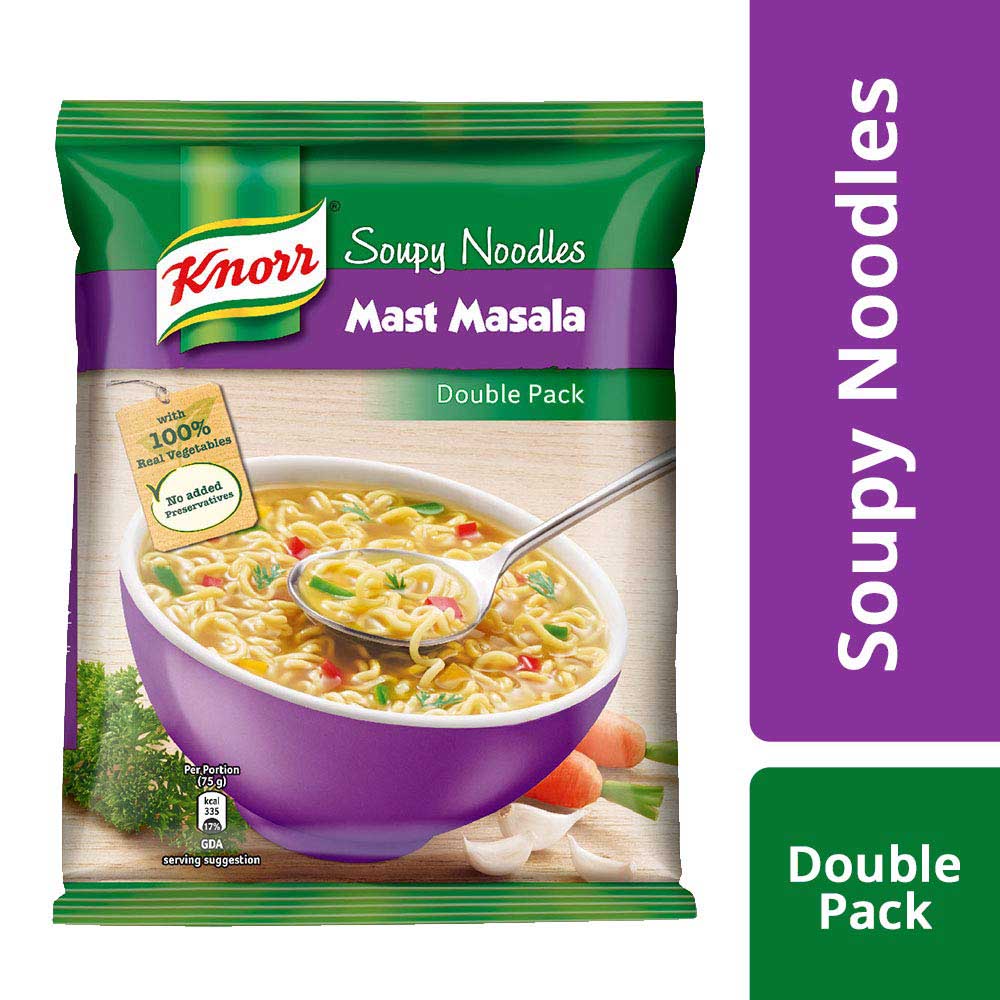 Knorr
®
Soupy Noodles
Mast Masala
Double Pack
with
100%
Real Vegetables
No added
Preservatives
Per Portion
(75 g)
kcal
335
17%
GDA
serving suggestion
Soupy Noodles
Double
Pack